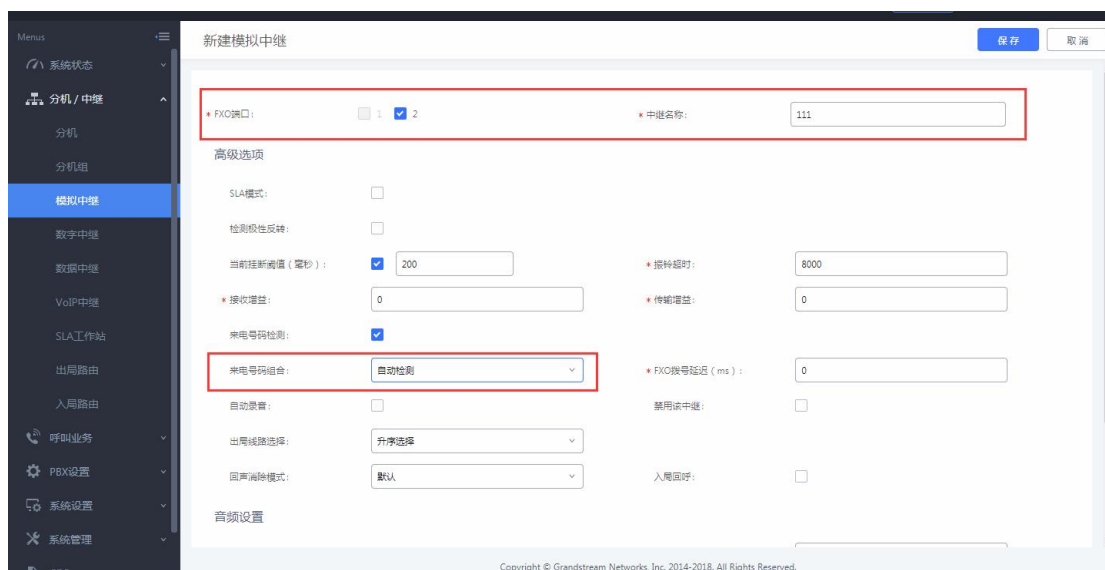 Menus
系统状态
分机 / 中继
分机
分机组
模拟中继
数字中继
数据中继
VoIP中继
SLA工作站
出局路由
入局路由
呼叫业务
PBX设置
系统设置
系统管理
新建模拟中继
保存
取消
* FXO端口: 1 2 * 中继名称: 111
高级选项
SLA模式:
检测极性反转:
当前挂断阈值（毫秒）: 200 * 振铃超时: 8000
* 接收增益: 0 * 传输增益: 0
来电号码检测:
来电号码组合: 自动检测 * FXO拨号延迟（ms）: 0
自动录音: 禁用该中继:
出局线路选择: 升序选择
回声消除模式: 默认 入局回呼:
音频设置
Copyright © Grandstream Networks, Inc. 2014-2018. All Rights Reserved.